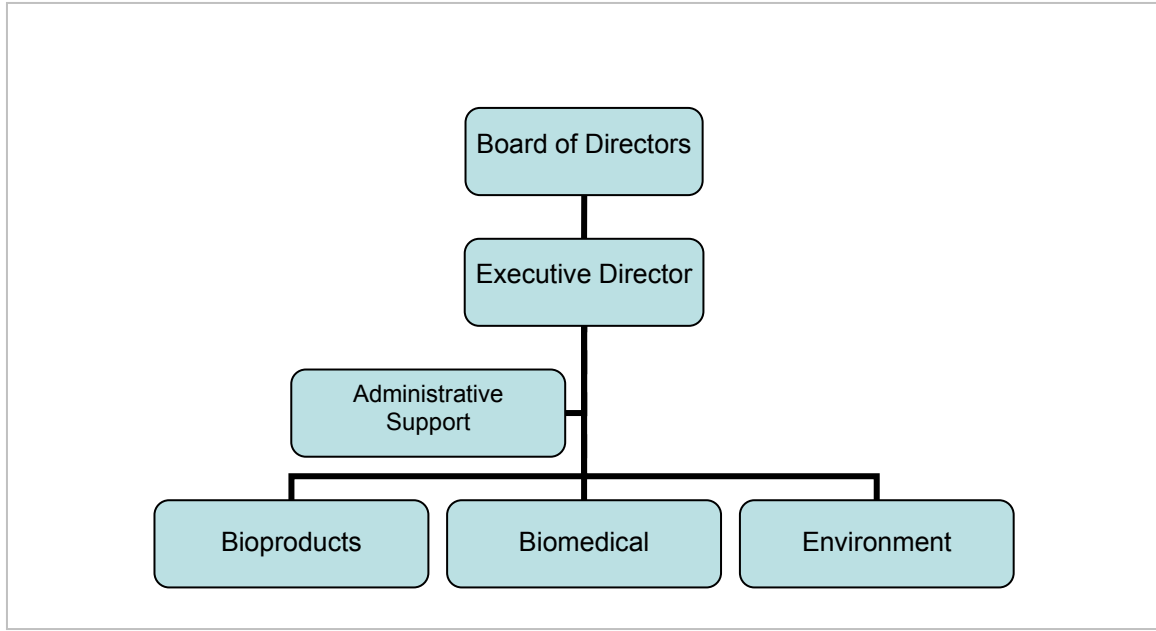 Board of Directors
Executive Director
Administrative
Support
Bioproducts
Biomedical
Environment